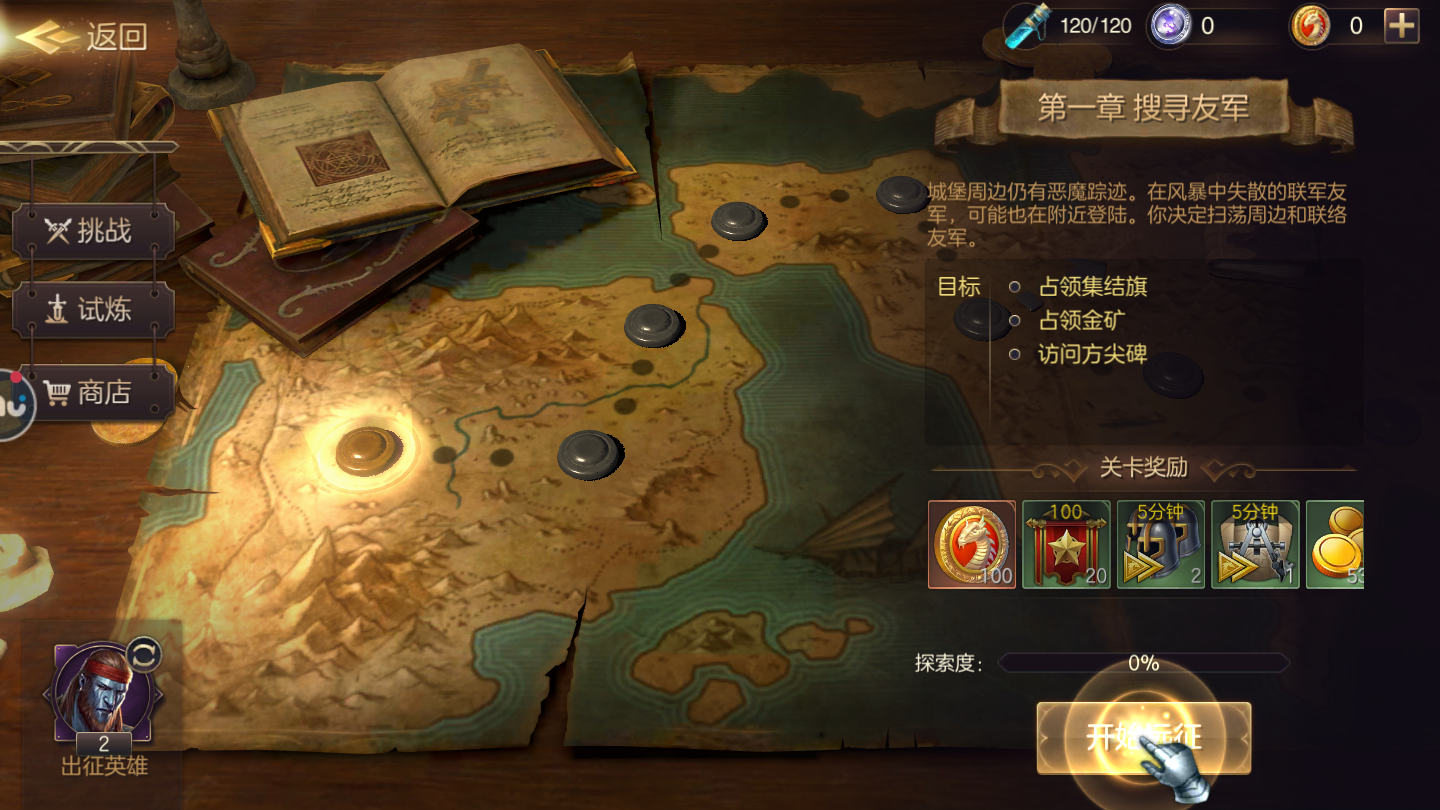 返回
120/120
0
0
第一章 搜寻友军
城堡周边仍有恶魔踪迹。在风暴中失散的联军友
军，可能也在附近登陆。你决定扫荡周边和联络
友军。
挑战
试炼
商店
目标
占领集结旗
占领金矿
访问方尖碑
关卡奖励
100
100
20
5分钟
2
5分钟
1
53
探索度：
0%
开始远征
2
出征英雄